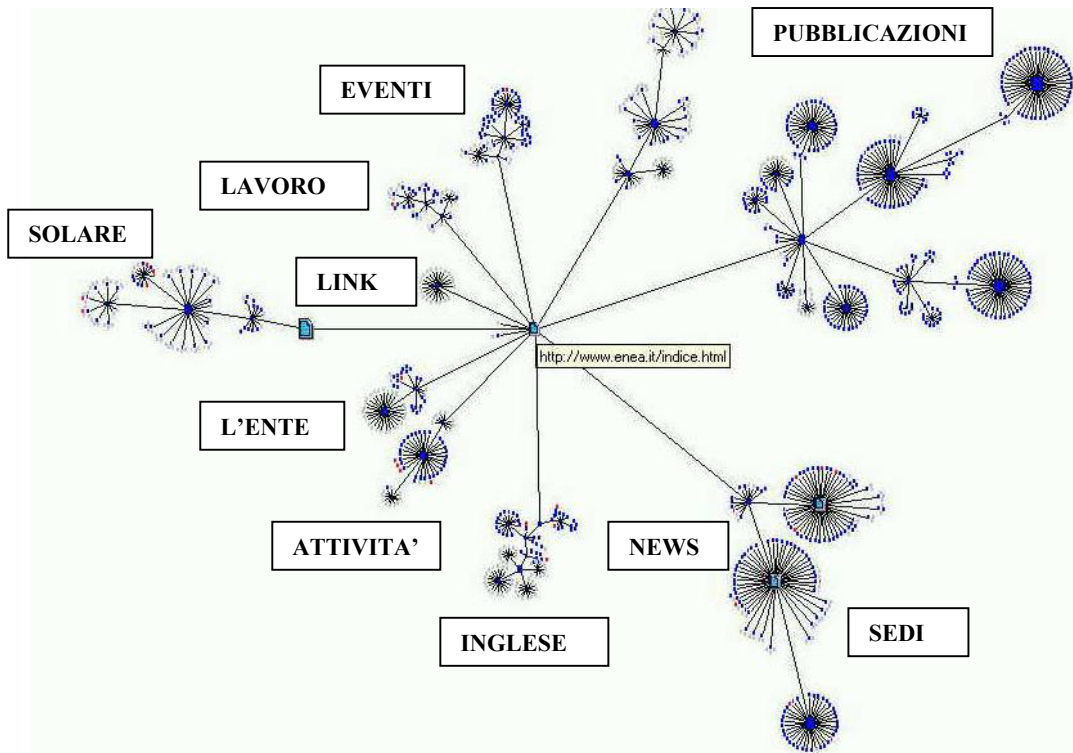 PUBBLICAZIONI
EVENTI
LAVORO
SOLARE
LINK
http://www.enea.it/indice.html
L'ENTE
ATTIVITA'
NEWS
SEDI
INGLESE